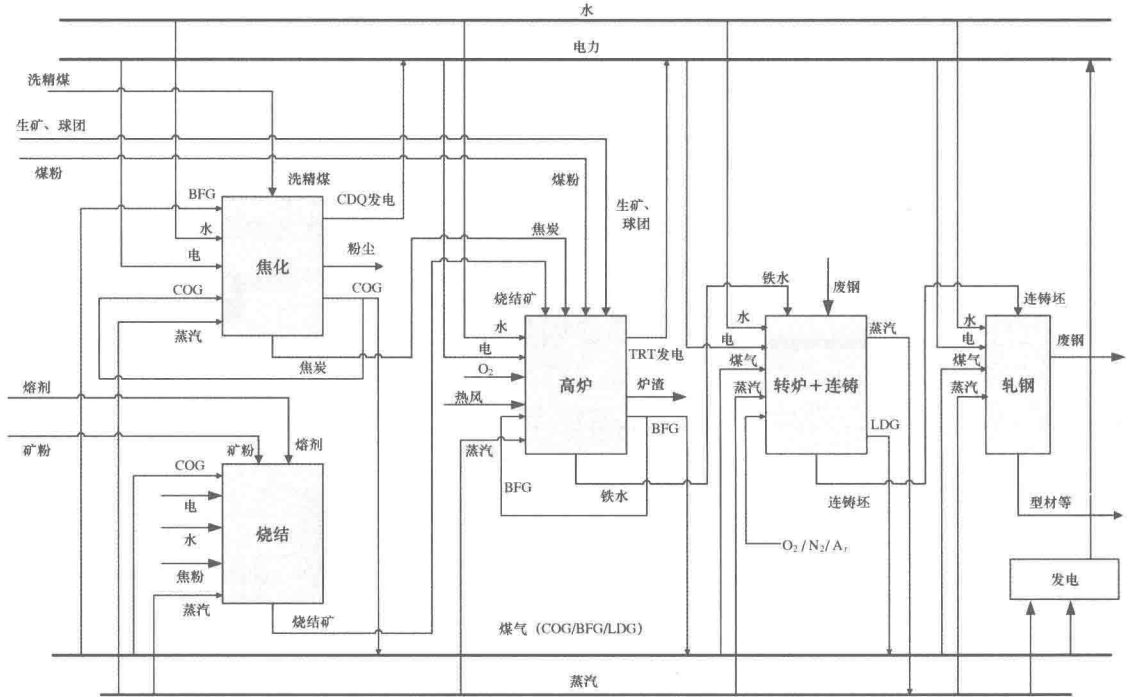 水
电力
洗精煤
生矿、球团
煤粉
洗精煤
BFG
CDQ发电
水
粉尘
电
焦化
COG
COG
蒸汽
焦炭
焦炭
煤粉
生矿、
球团
烧结矿
水
电
O₂
热风
蒸汽
BFG
高炉
TRT发电
炉渣
BFG
铁水
铁水
废钢
水
电
煤气
蒸汽
转炉+连铸
蒸汽
LDG
连铸坯
O₂/N₂/Aᵣ
连铸坯
水
电
煤气
蒸汽
轧钢
废钢
型材等
发电
熔剂
矿粉
矿粉
熔剂
COG
电
水
焦粉
蒸汽
烧结
烧结矿
煤气（COG/BFG/LDG）
蒸汽